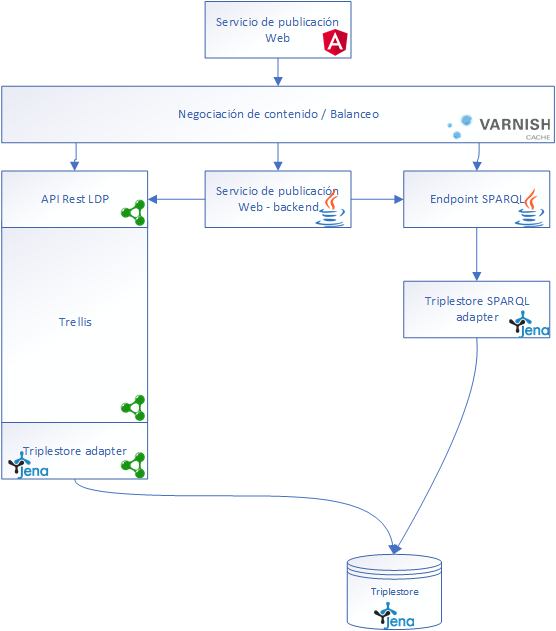 Servicio de publicación
Web
Negociación de contenido / Balanceo
VARNISH
CACHE
API Rest LDP
Servicio de publicación
Web - backend
Endpoint SPARQL
Trellis
Triplestore SPARQL
adapter
Jena
Triplestore adapter
Jena
Triplestore
Jena